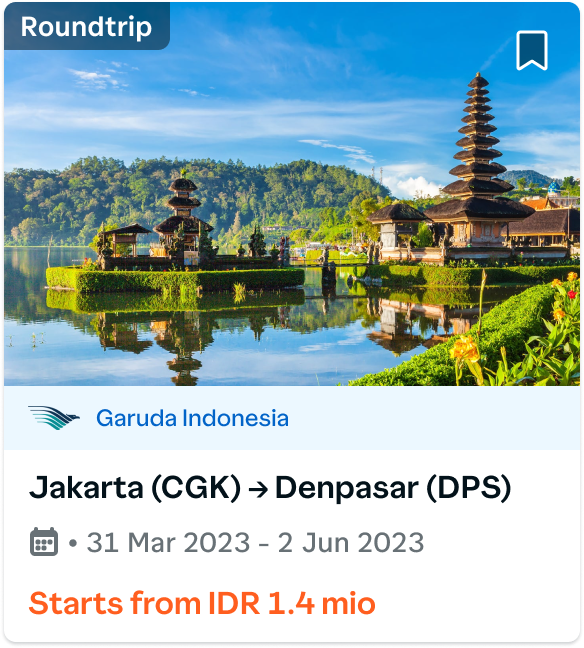 Roundtrip
Garuda Indonesia
Jakarta (CGK) → Denpasar (DPS)
• 31 Mar 2023 - 2 Jun 2023
Starts from IDR 1.4 mio